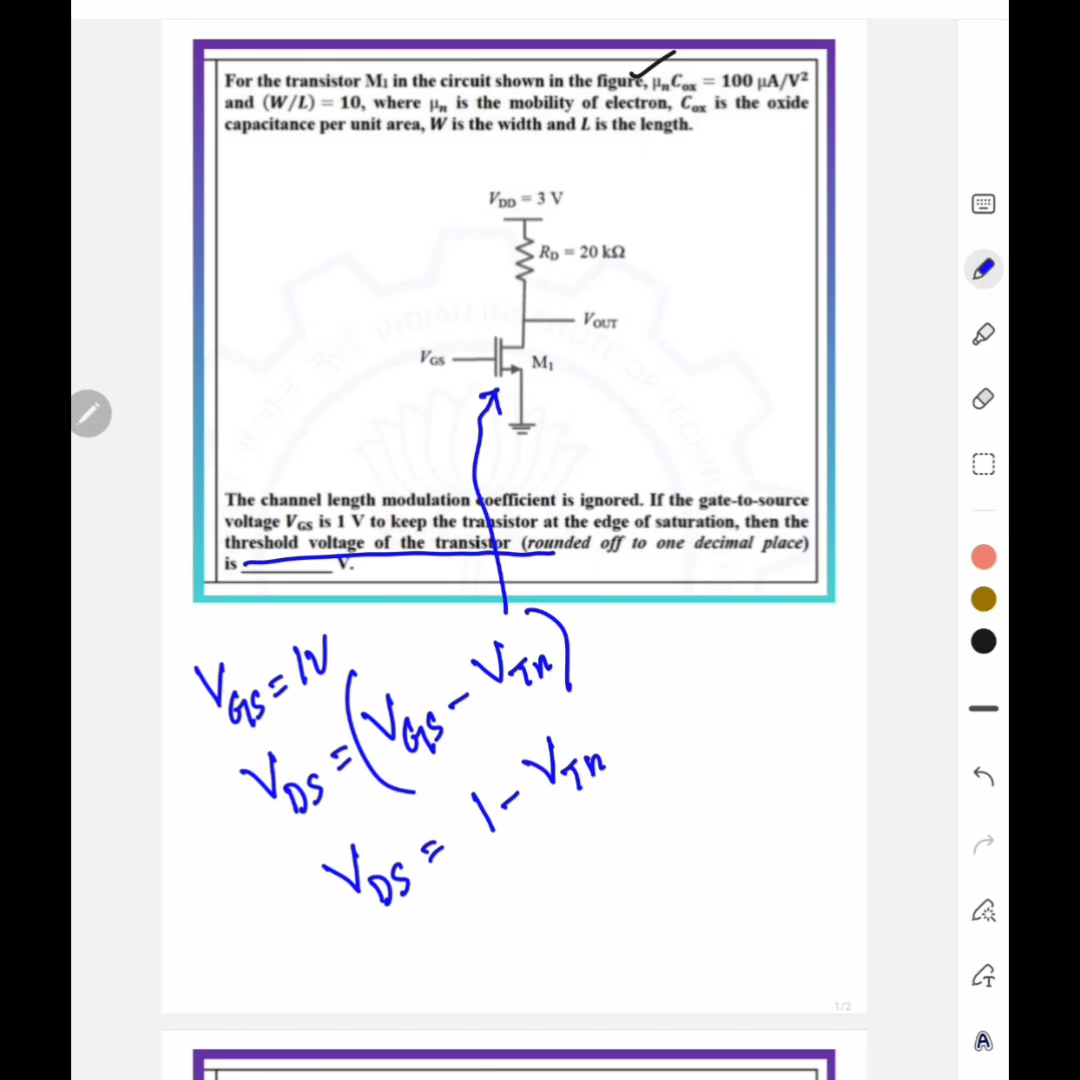 For the transistor M₁ in the circuit shown in the figure, μₙCₒₓ = 100 μA/V²
and (W/L) = 10, where μₙ is the mobility of electron, Cₒₓ is the oxide
capacitance per unit area, W is the width and L is the length.
V_DD = 3 V
R_D = 20 kΩ
V_OUT
V_GS
M₁
The channel length modulation coefficient is ignored. If the gate-to-source
voltage V_GS is 1 V to keep the transistor at the edge of saturation, then the
threshold voltage of the transistor (rounded off to one decimal place)
is __________ V.
V_GS = 1V
V_DS = (V_GS - V_Tn)
V_DS = 1 - V_Tn
1/2
T
A